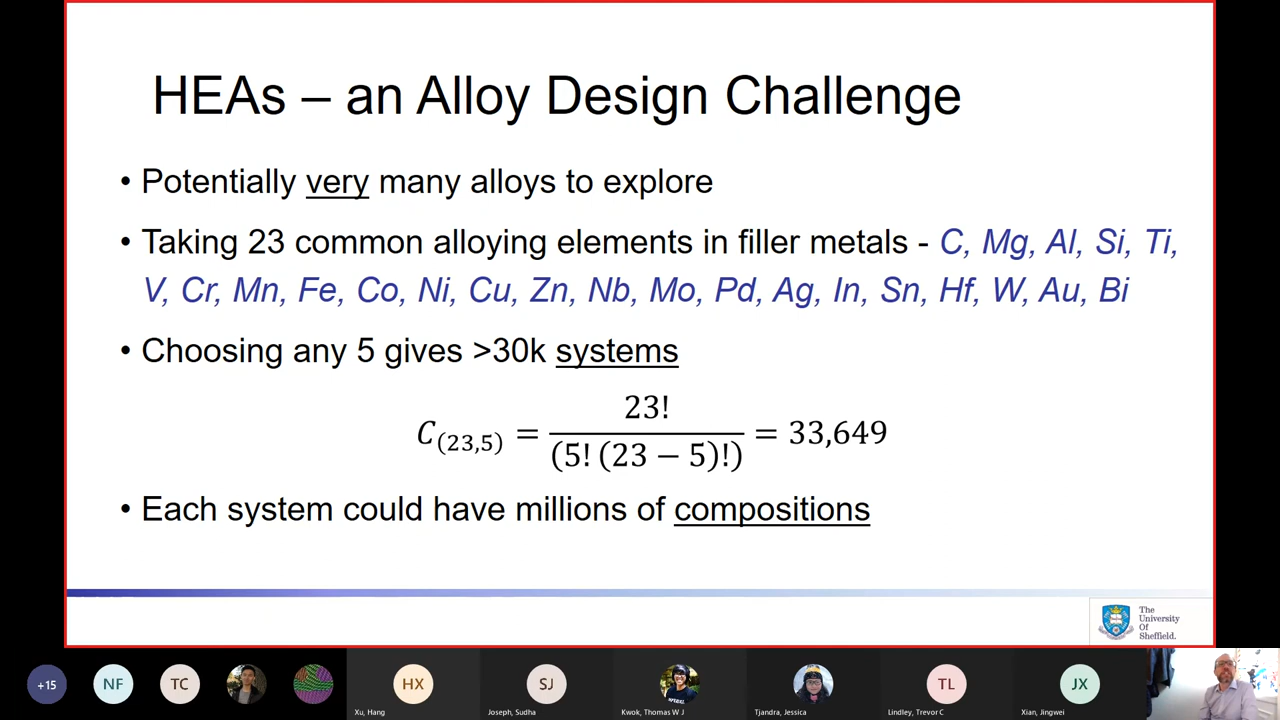 HEAs – an Alloy Design Challenge
• Potentially very many alloys to explore
• Taking 23 common alloying elements in filler metals - C, Mg, Al, Si, Ti,
V, Cr, Mn, Fe, Co, Ni, Cu, Zn, Nb, Mo, Pd, Ag, In, Sn, Hf, W, Au, Bi
• Choosing any 5 gives >30k systems
C(23,5) = 23! / (5! (23 − 5)!) = 33,649
• Each system could have millions of compositions
The
University
Of
Sheffield.
+15
NF
TC
HX
SJ
TL
JX
Xu, Hang
Joseph, Sudha
Kwok, Thomas W J
Tjandra, Jessica
Lindley, Trevor C
Xian, Jingwei